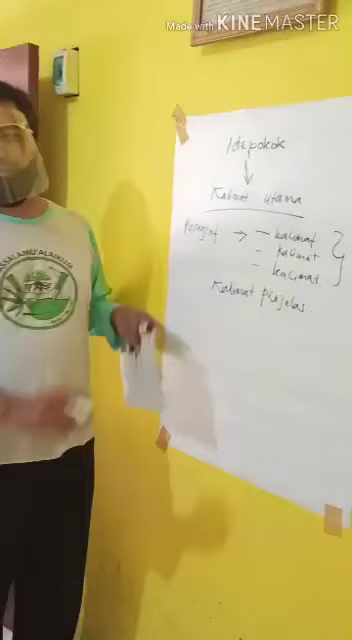 Made with KINEMASTER
Ide pokok
Kalimat utama
Paragraf → - kalimat
- kalimat
- kalimat
Kalimat penjelas